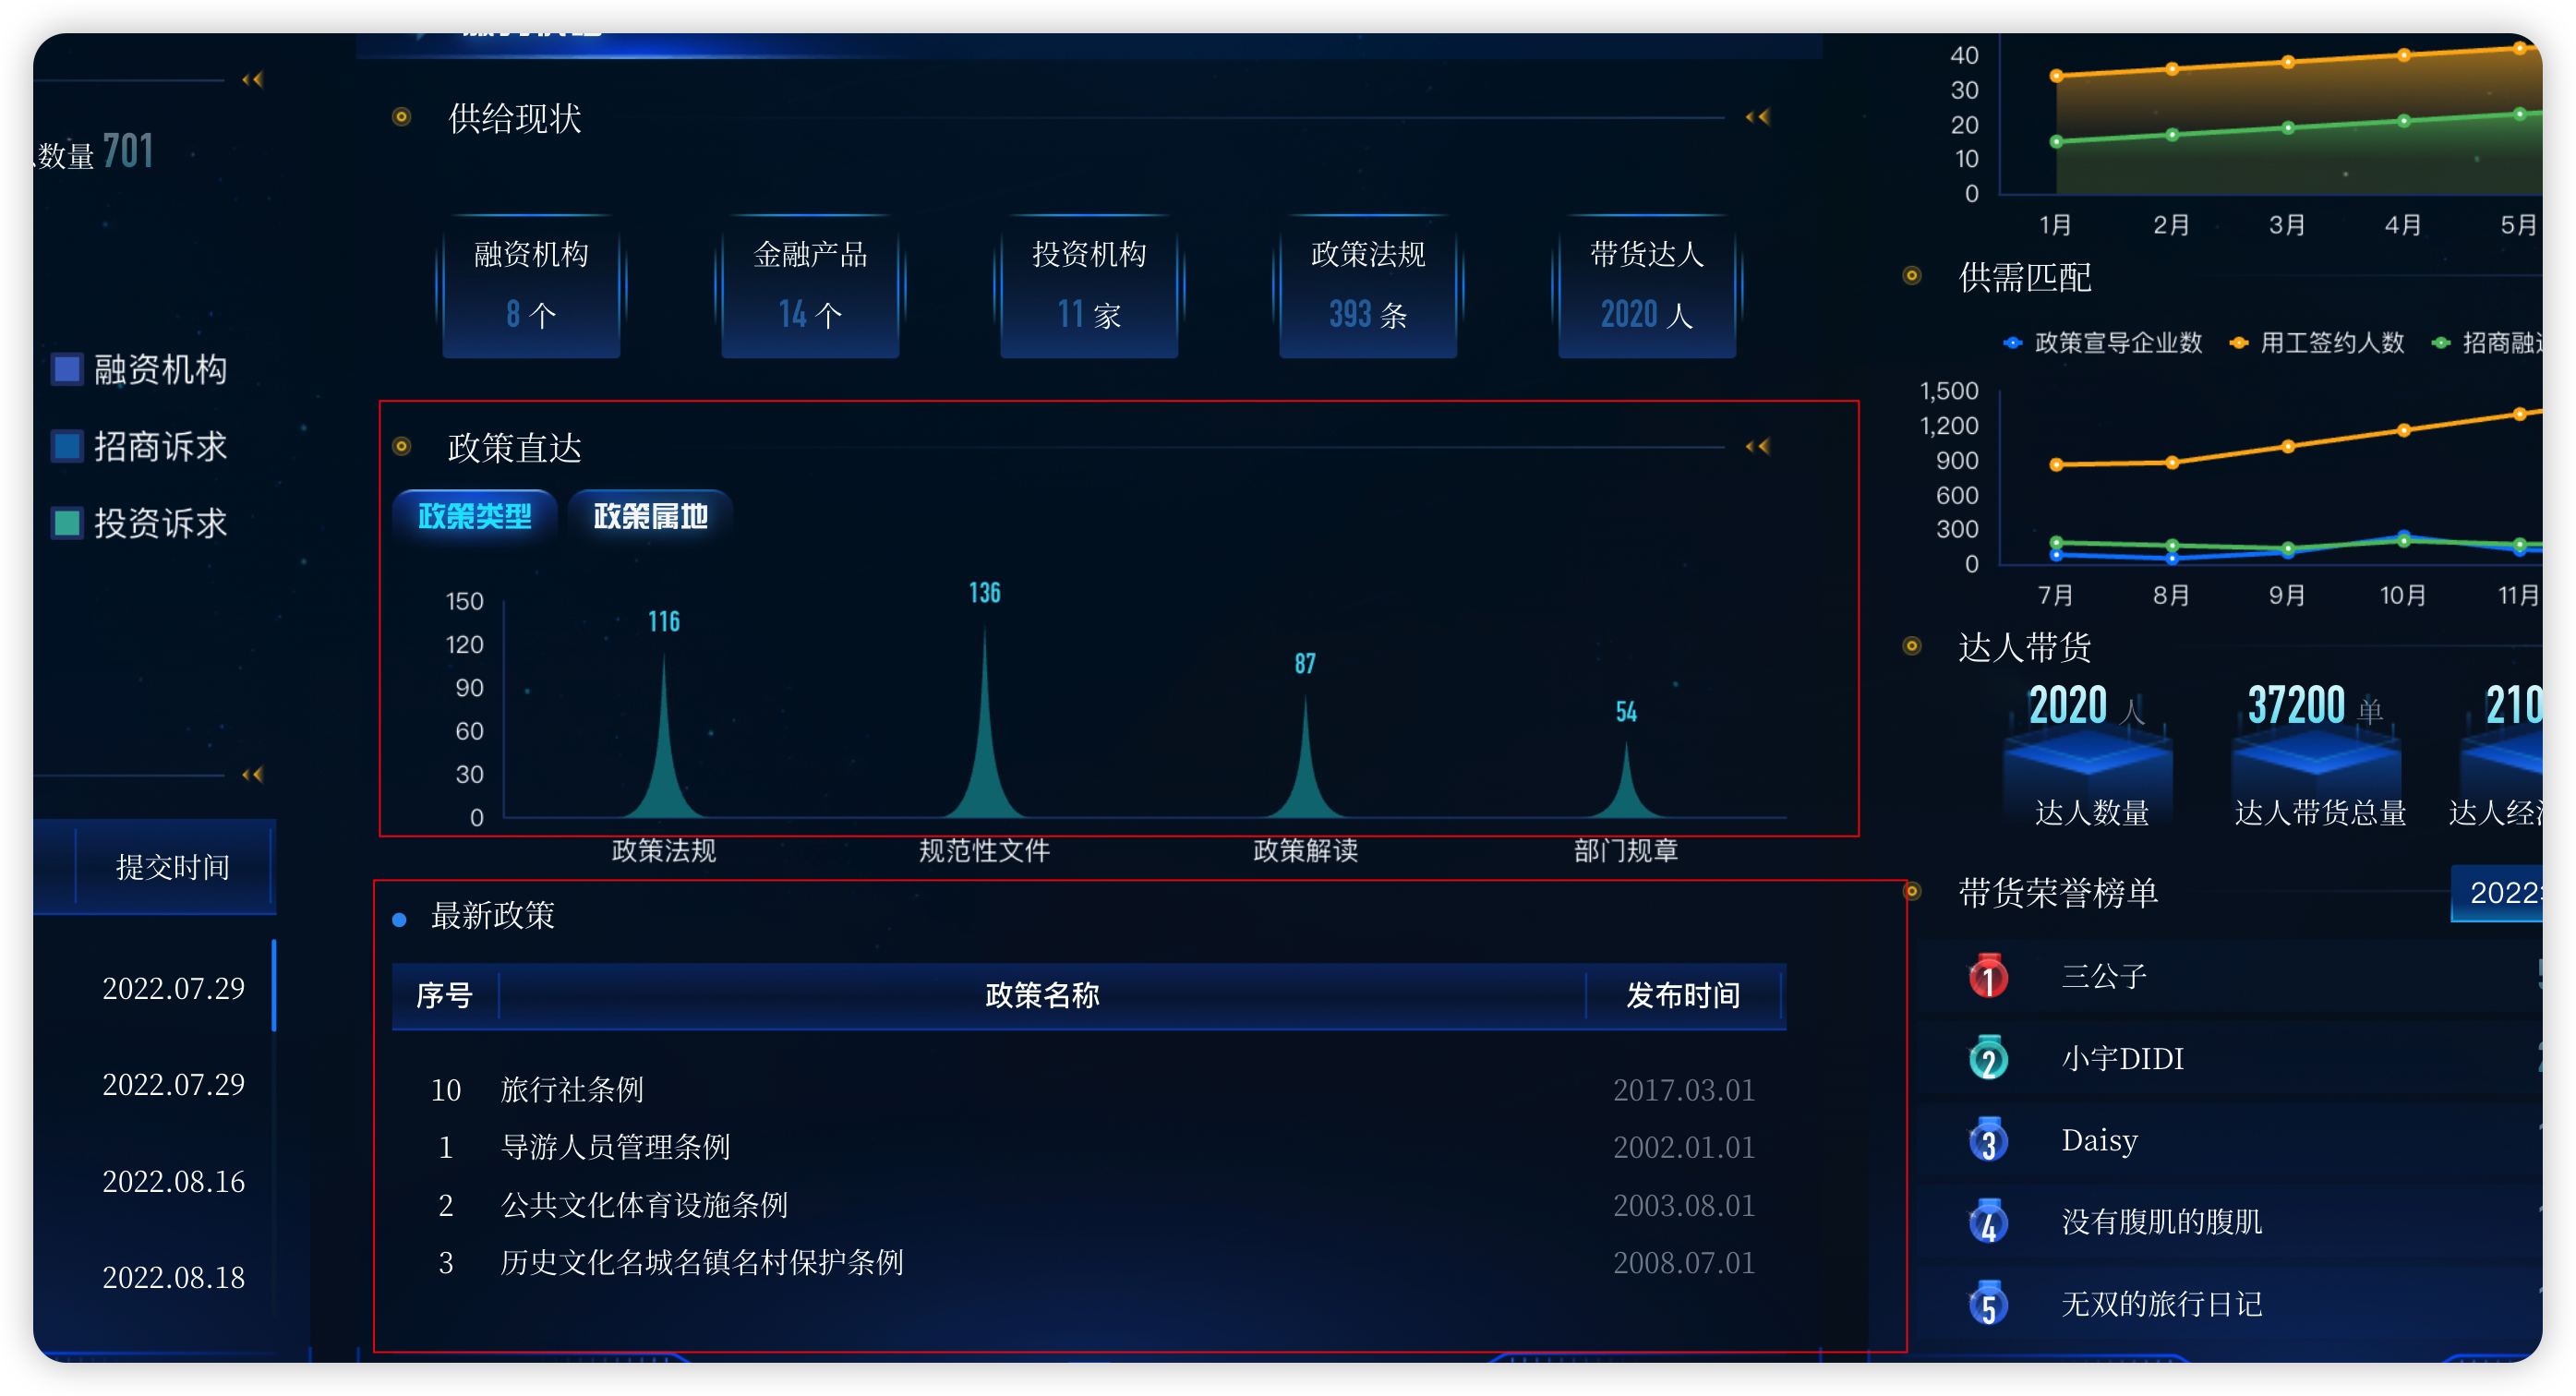 数量 701
融资机构
招商诉求
投资诉求
提交时间
2022.07.29
2022.07.29
2022.08.16
2022.08.18
供给现状
融资机构
8 个
金融产品
14 个
投资机构
11 家
政策法规
393 条
带货达人
2020 人
政策直达
政策类型 政策属地
150
120
90
60
30
0
116
136
87
54
政策法规 规范性文件 政策解读 部门规章
最新政策
序号 政策名称 发布时间
10 旅行社条例 2017.03.01
1 导游人员管理条例 2002.01.01
2 公共文化体育设施条例 2003.08.01
3 历史文化名城名镇名村保护条例 2008.07.01
40
30
20
10
0
1月 2月 3月 4月 5月
供需匹配
政策宣导企业数 用工签约人数 招商融
1,500
1,200
900
600
300
0
7月 8月 9月 10月 11月
达人带货
2020 人 37200 单 210
达人数量 达人带货总量 达人经
带货荣誉榜单 2022
1 三公子
2 小宇DIDI
3 Daisy
4 没有腹肌的腹肌
5 无双的旅行日记